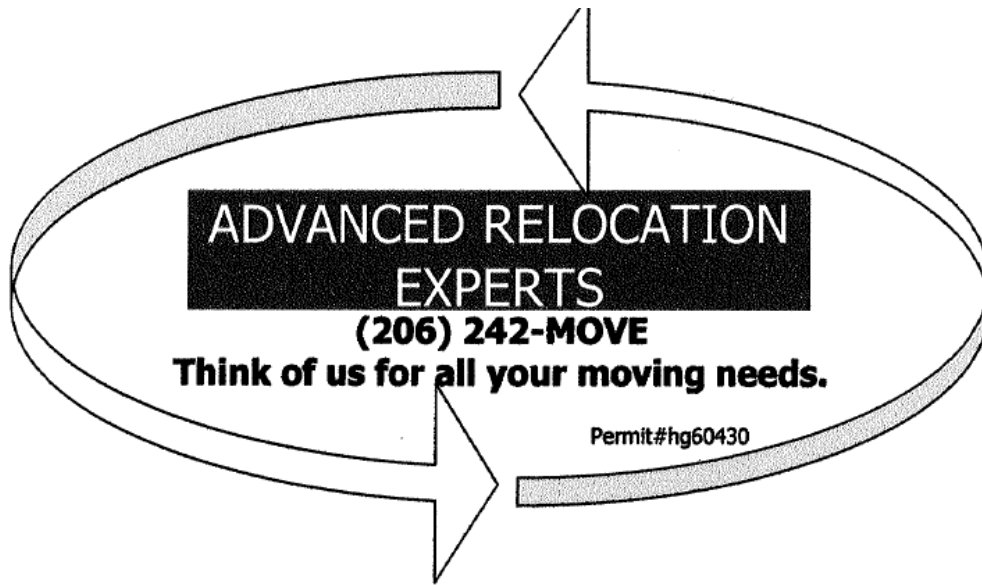 ADVANCED RELOCATION
EXPERTS
(206) 242-MOVE
Think of us for all your moving needs.
Permit#hg60430